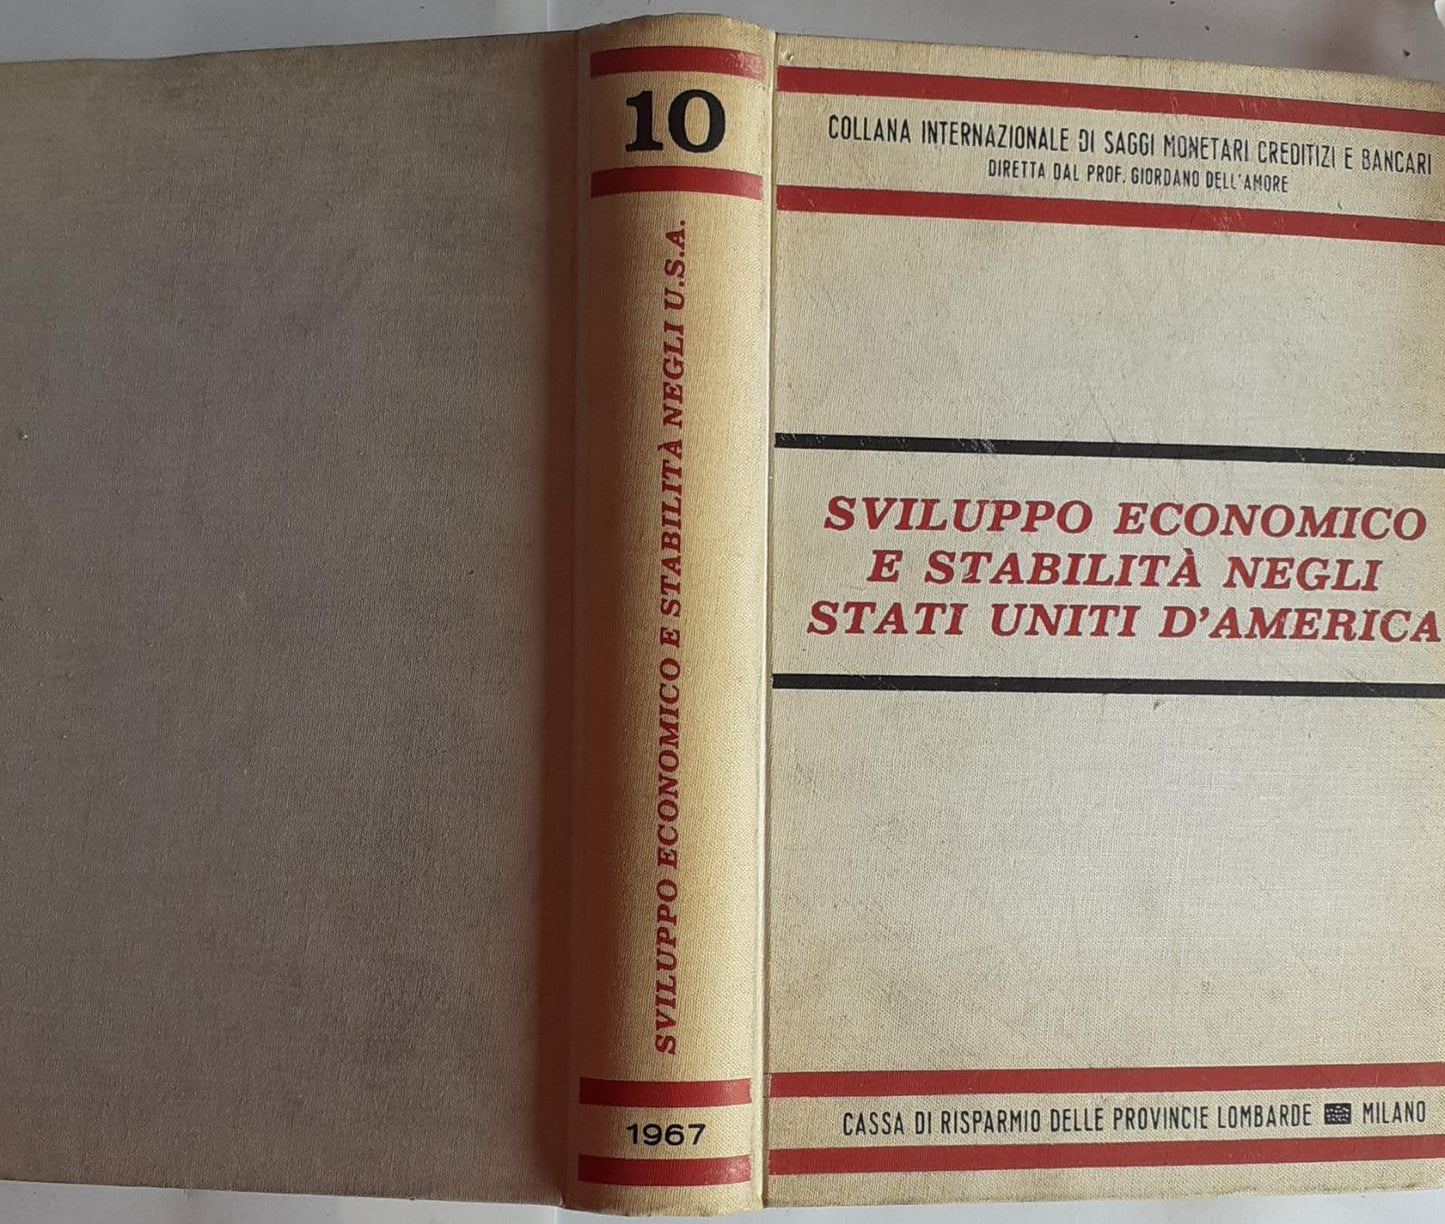 10
SVILUPPO ECONOMICO E STABILITÀ NEGLI U.S.A.
1967
COLLANA INTERNAZIONALE DI SAGGI MONETARI CREDITIZI E BANCARI
DIRETTA DAL PROF. GIORDANO DELL'AMORE
SVILUPPO ECONOMICO
E STABILITÀ NEGLI
STATI UNITI D'AMERICA
CASSA DI RISPARMIO DELLE PROVINCIE LOMBARDE MILANO